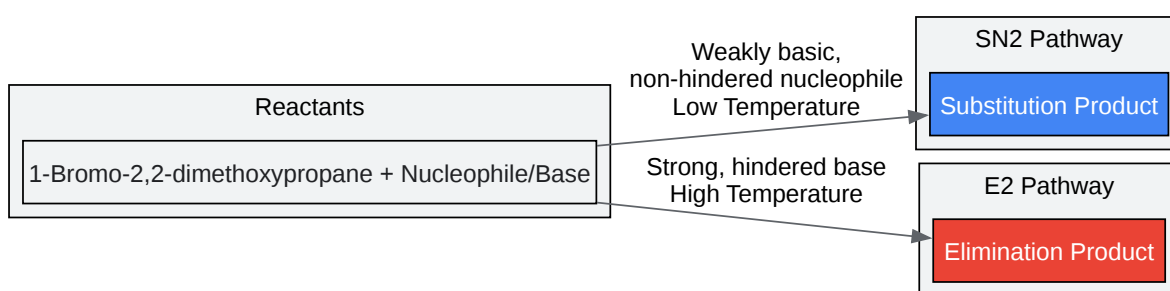 Reactants
1-Bromo-2,2-dimethoxypropane + Nucleophile/Base
Weakly basic,
non-hindered nucleophile
Low Temperature
Strong, hindered base
High Temperature
SN2 Pathway
Substitution Product
E2 Pathway
Elimination Product